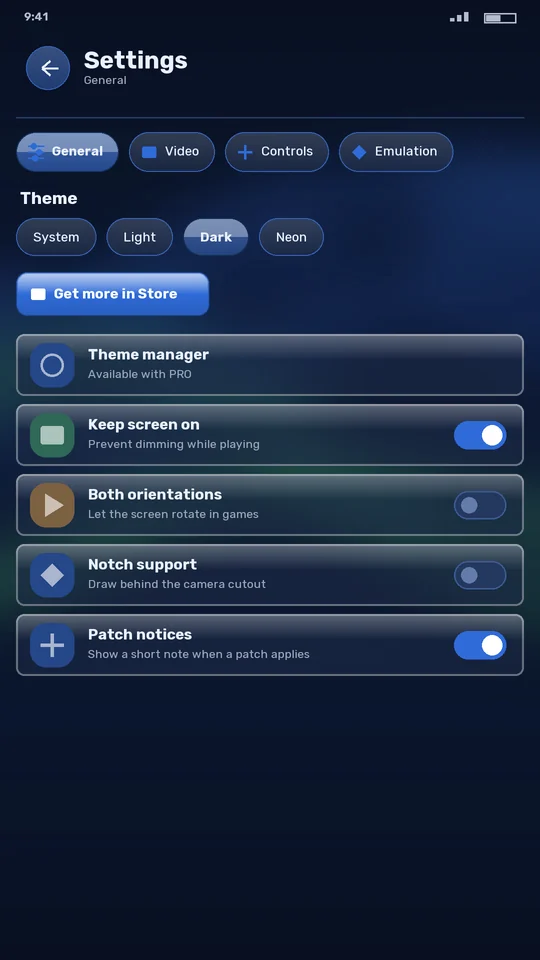 9:41
Settings
General
General
Video
Controls
Emulation
Theme
System
Light
Dark
Neon
Get more in Store
Theme manager
Available with PRO
Keep screen on
Prevent dimming while playing
Both orientations
Let the screen rotate in games
Notch support
Draw behind the camera cutout
Patch notices
Show a short note when a patch applies